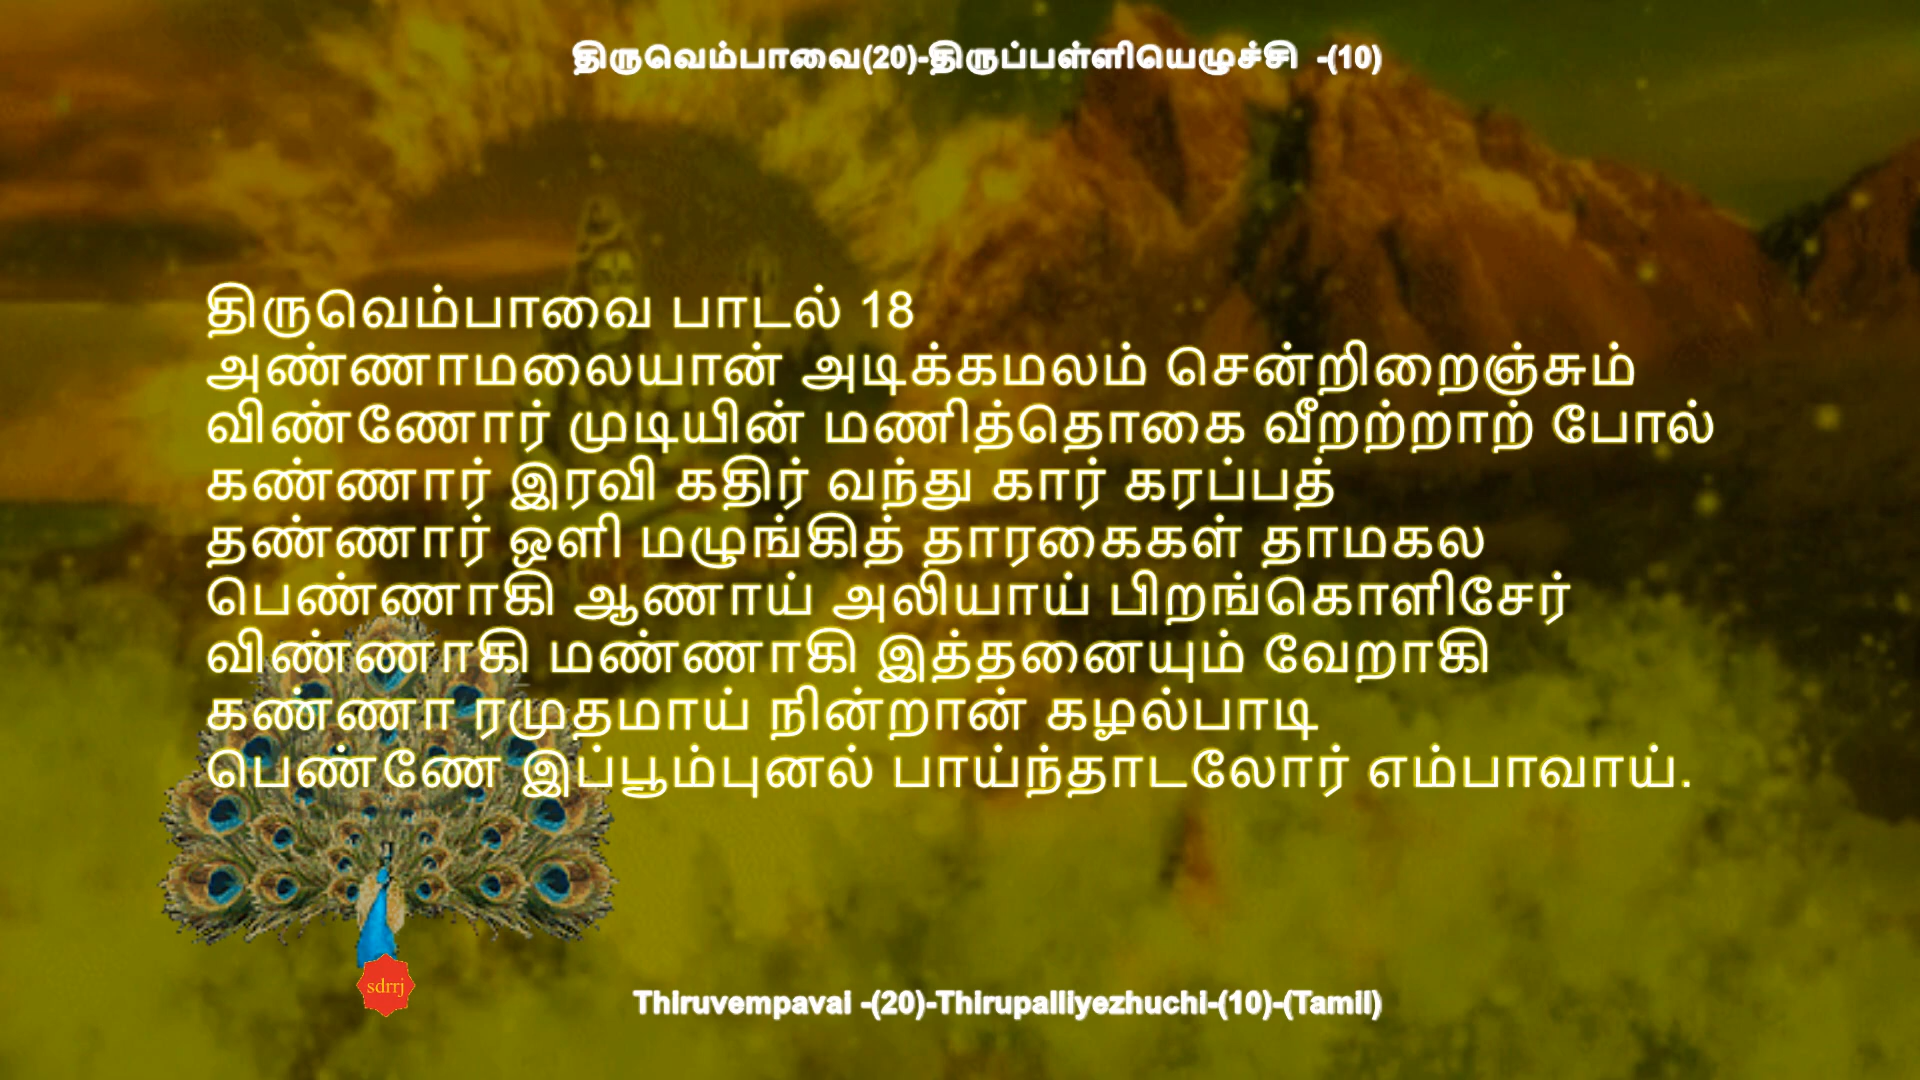 திருவெம்பாவை(20)-திருப்பள்ளியெழுச்சி -(10)
திருவெம்பாவை பாடல் 18
அண்ணாமலையான் அடிக்கமலம் சென்றிறைஞ்சும்
விண்ணோர் முடியின் மணித்தொகை வீறற்றாற் போல்
கண்ணார் இரவி கதிர் வந்து கார் கரப்பத்
தண்ணார் ஒளி மழுங்கித் தாரகைகள் தாமகல
பெண்ணாகி ஆணாய் அலியாய் பிறங்கொளிசேர்
விண்ணாகி மண்ணாகி இத்தனையும் வேறாகி
கண்ணா ரமுதமாய் நின்றான் கழல்பாடி
பெண்ணே இப்பூம்புனல் பாய்ந்தாடலோர் எம்பாவாய்.
sdrrj
Thiruvempavai -(20)-Thirupalliyezhuchi-(10)-(Tamil)